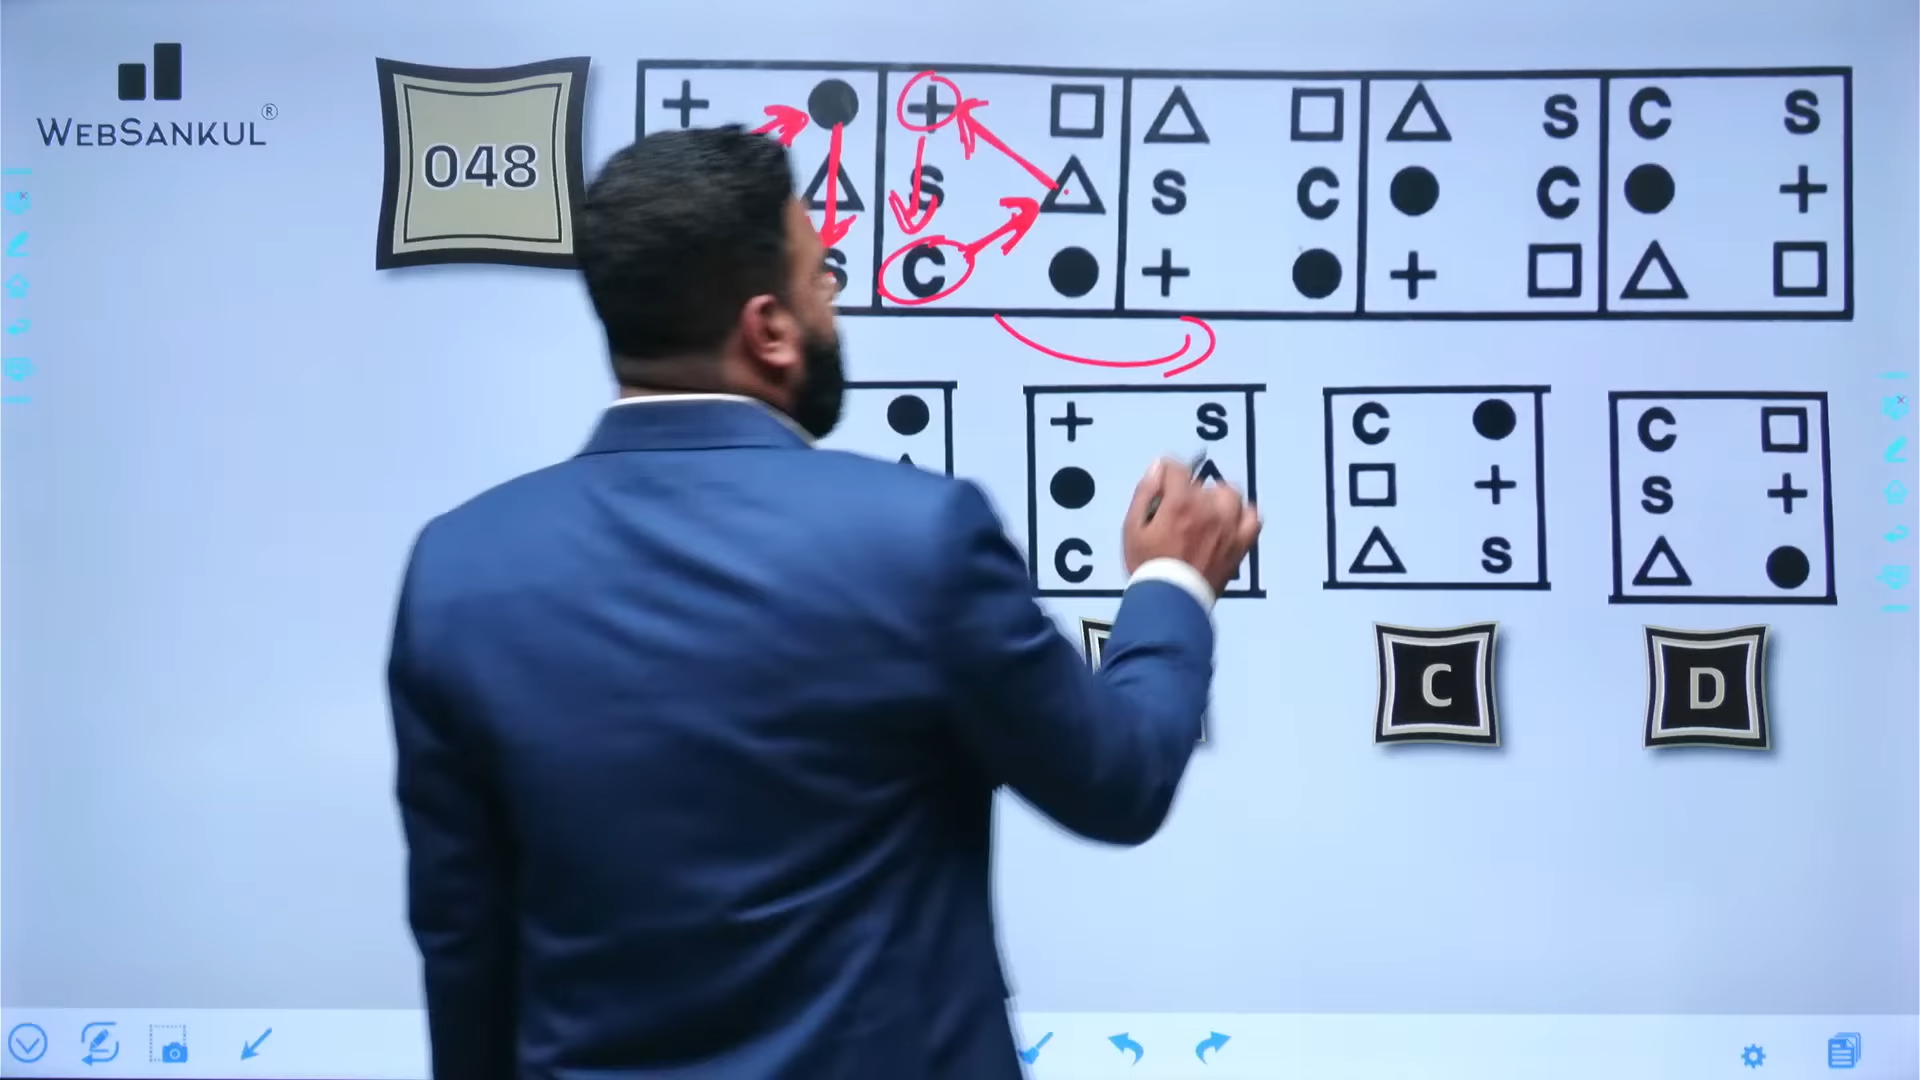 WEBSANKUL®
048
+ S
+ S C S
S C C +
S C + +
+ S C C
+ S +
C S
C D